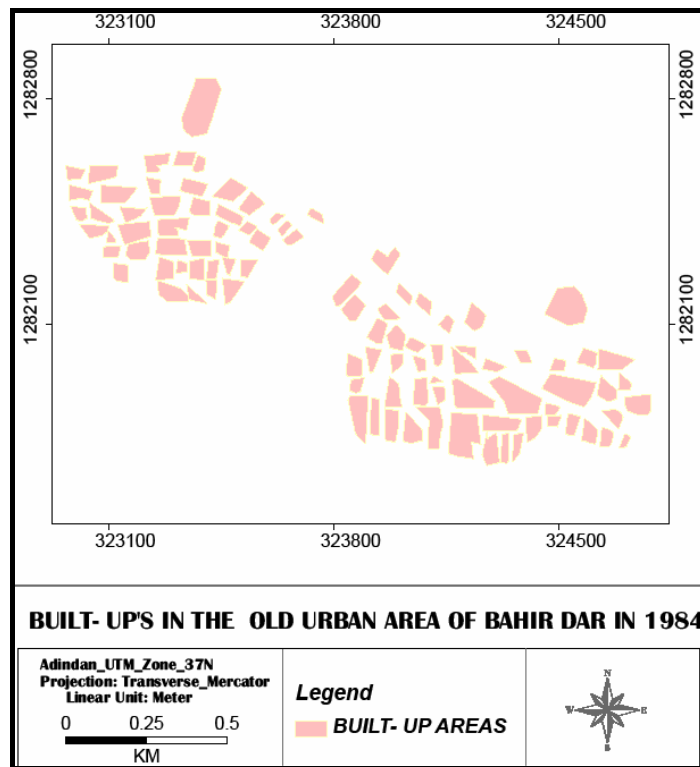 323100 323800 324500
1282800 1282800
1282100 1282100
323100 323800 324500
BUILT- UP'S IN THE OLD URBAN AREA OF BAHIR DAR IN 1984
Adindan_UTM_Zone_37N
Projection: Transverse_Mercator
Linear Unit: Meter
0 0.25 0.5
KM
Legend
BUILT- UP AREAS
N
W E
S